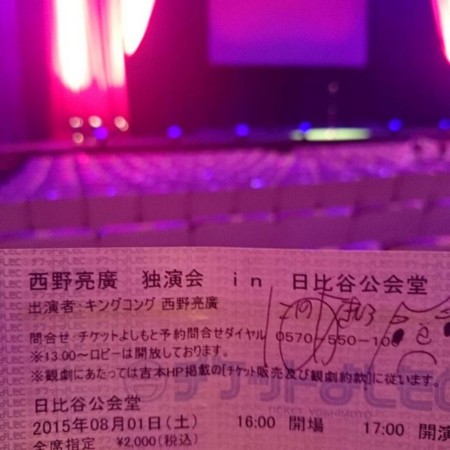 西野亮廣 独演会 in 日比谷公会堂
出演者:キングコング 西野亮廣
問合せ:チケットよしもと予約問合せダイヤル 0570-550-100
※13:00~ロビーは開放しております。
※観劇にあたっては吉本HP掲載の[チケット販売及び観劇約款]に従います。
日比谷公会堂
2015年08月01日(土) 16:00 開場 17:00 開演
全席指定 ¥2,000(税込)